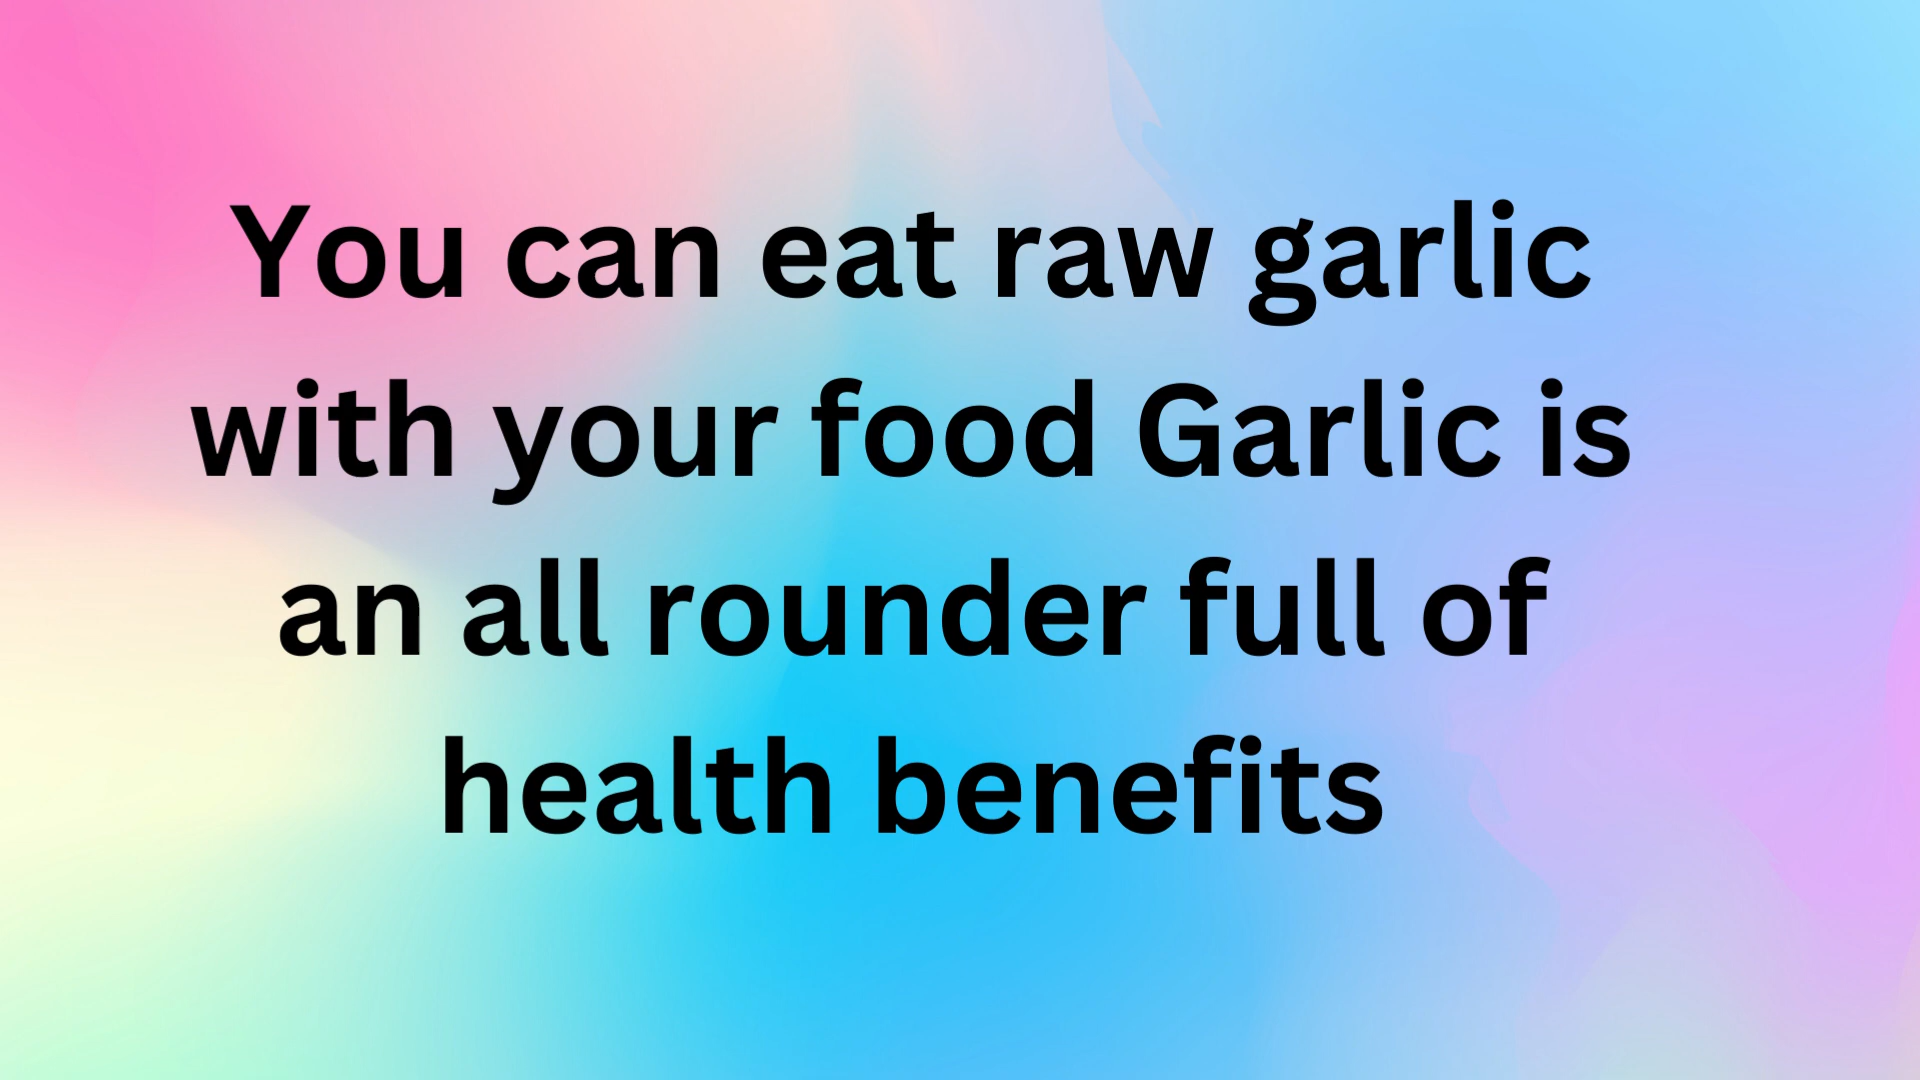 You can eat raw garlic
with your food Garlic is
an all rounder full of
health benefits